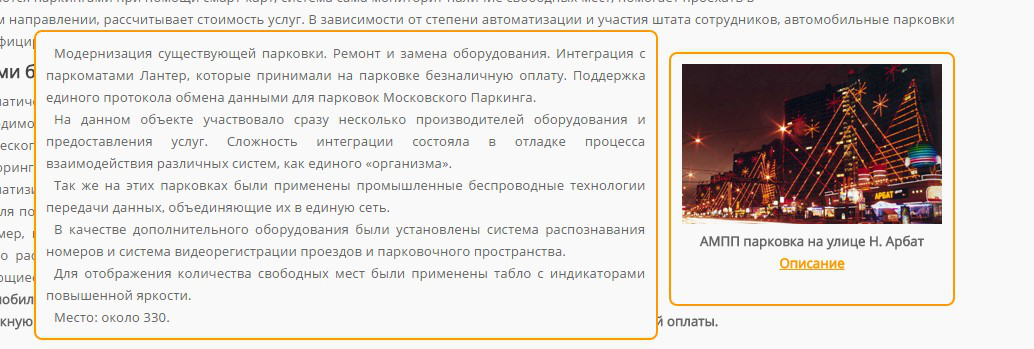 м направлении, рассчитывает стоимость услуг. В зависимости от степени автоматизации и участия штата сотрудников, автомобильные парковки
Модернизация существующей парковки. Ремонт и замена оборудования. Интеграция с
паркоматами Лантер, которые принимали на парковке безналичную оплату. Поддержка
единого протокола обмена данными для парковок Московского Паркинга.
На данном объекте участвовало сразу несколько производителей оборудования и
предоставления услуг. Сложность интеграции состояла в отладке процесса
взаимодействия различных систем, как единого «организма».
Так же на этих парковках были применены промышленные беспроводные технологии
передачи данных, объединяющие их в единую сеть.
В качестве дополнительного оборудования были установлены система распознавания
номеров и система видеорегистрации проездов и парковочного пространства.
Для отображения количества свободных мест были применены табло с индикаторами
повышенной яркости.
Место: около 330.
АРБАТ
АМПП парковка на улице Н. Арбат
Описание
й оплаты.